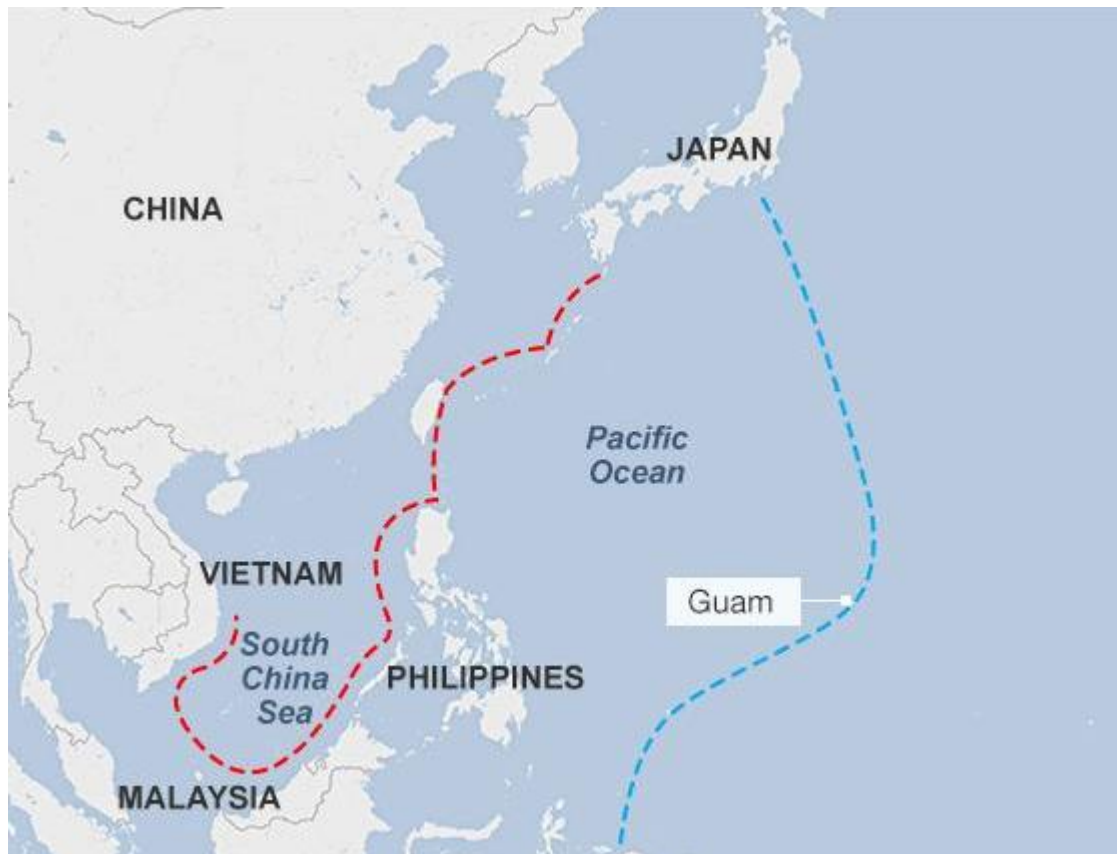 JAPAN
CHINA
Pacific
Ocean
VIETNAM
Guam
South
China
Sea
PHILIPPINES
MALAYSIA